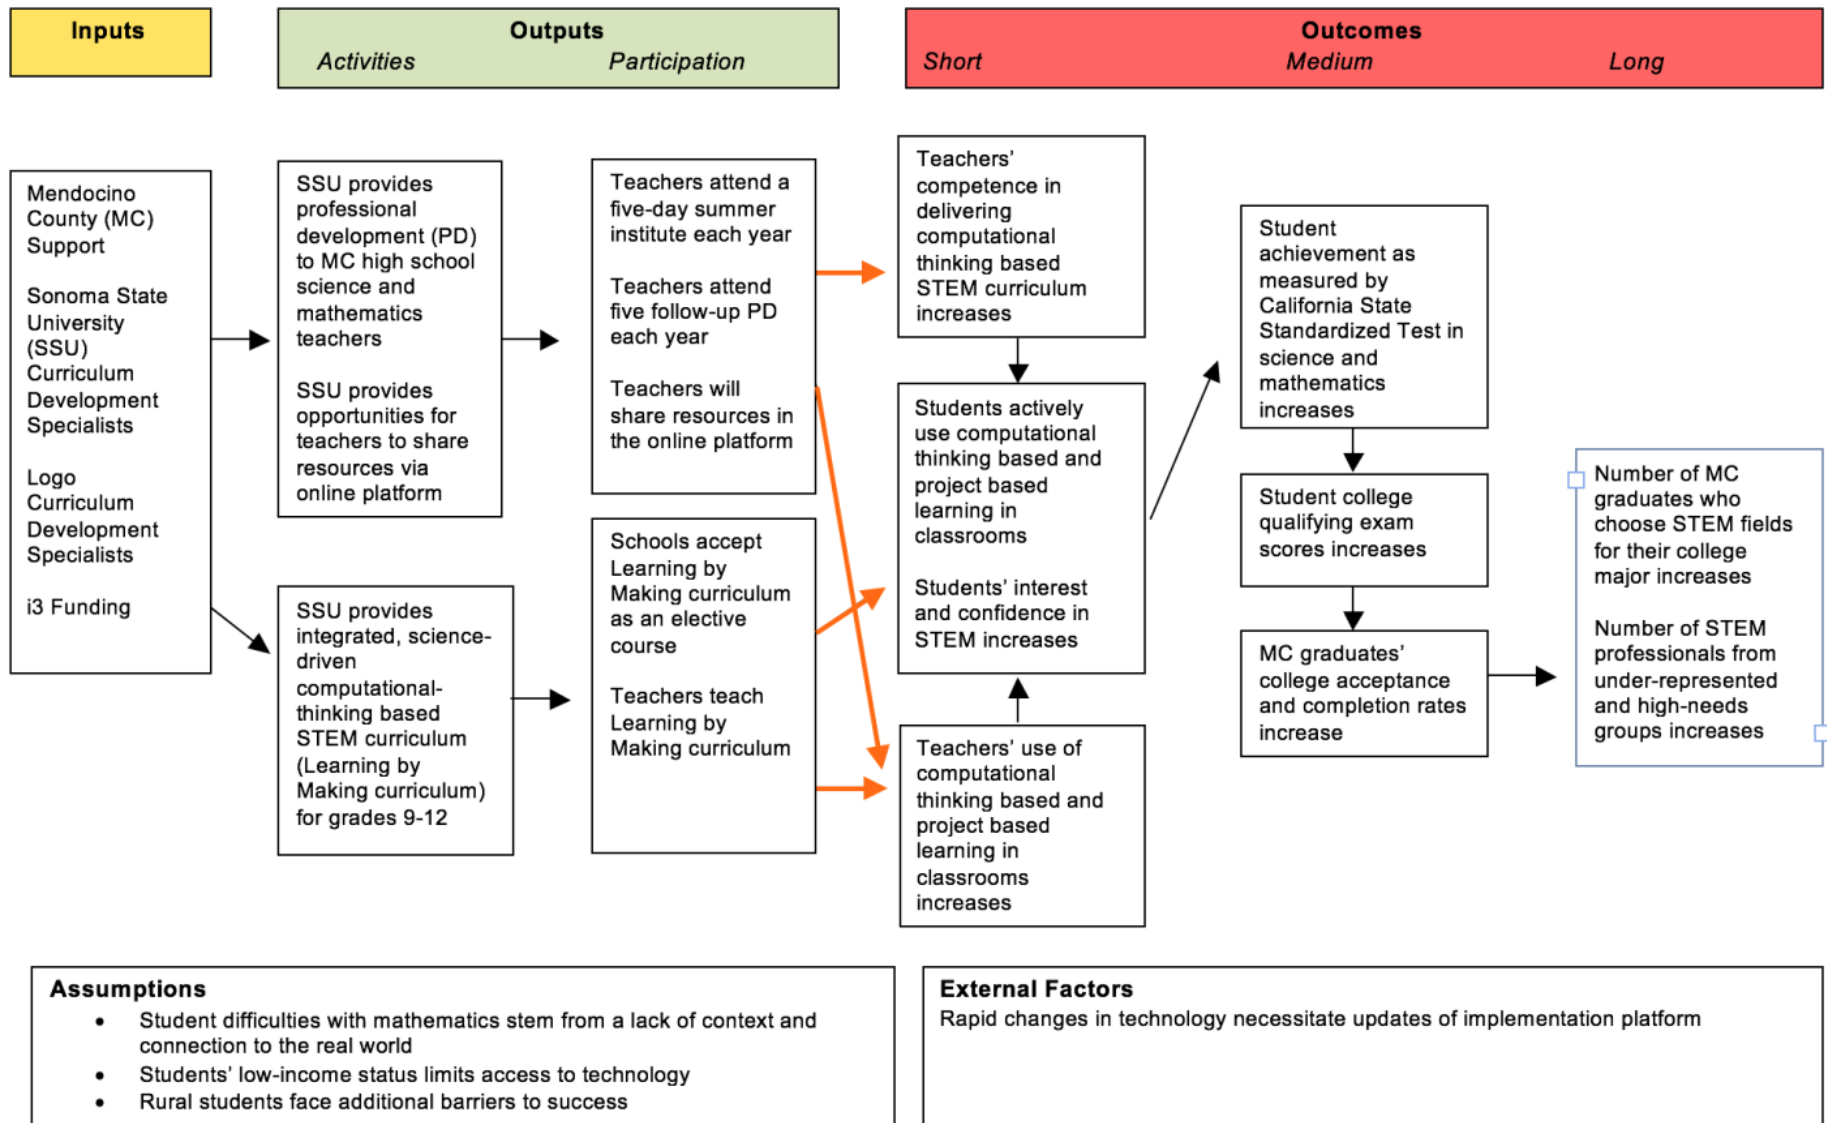 Inputs
Outputs
Activities
Participation
Outcomes
Short
Medium
Long
Mendocino
County (MC)
Support
Sonoma State
University
(SSU)
Curriculum
Development
Specialists
Logo
Curriculum
Development
Specialists
i3 Funding
SSU provides
professional
development (PD)
to MC high school
science and
mathematics
teachers
SSU provides
opportunities for
teachers to share
resources via
online platform
SSU provides
integrated, science-
driven
computational-
thinking based
STEM curriculum
(Learning by
Making curriculum)
for grades 9-12
Teachers attend a
five-day summer
institute each year
Teachers attend
five follow-up PD
each year
Teachers will
share resources in
the online platform
Schools accept
Learning by
Making curriculum
as an elective
course
Teachers teach
Learning by
Making curriculum
Teachers’
competence in
delivering
computational
thinking based
STEM curriculum
increases
Students actively
use computational
thinking based and
project based
learning in
classrooms
Students’ interest
and confidence in
STEM increases
Teachers’ use of
computational
thinking based and
project based
learning in
classrooms
increases
Student
achievement as
measured by
California State
Standardized Test in
science and
mathematics
increases
Student college
qualifying exam
scores increases
MC graduates’
college acceptance
and completion rates
increase
Number of MC
graduates who
choose STEM fields
for their college
major increases
Number of STEM
professionals from
under-represented
and high-needs
groups increases
Assumptions
• Student difficulties with mathematics stem from a lack of context and
connection to the real world
• Students’ low-income status limits access to technology
• Rural students face additional barriers to success
External Factors
Rapid changes in technology necessitate updates of implementation platform